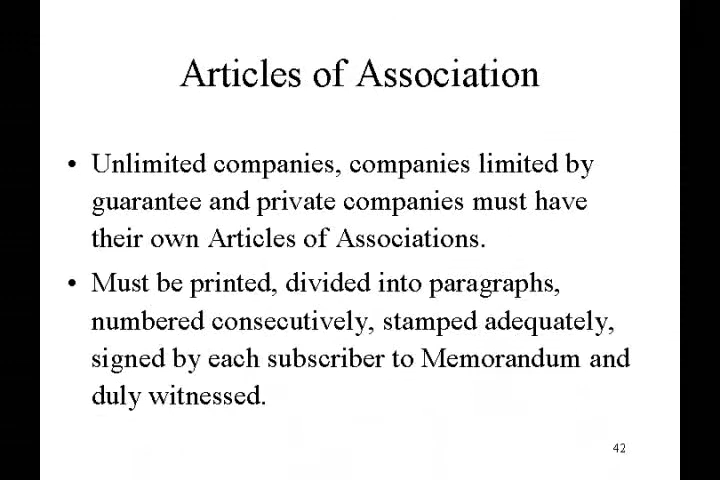 Articles of Association
• Unlimited companies, companies limited by
guarantee and private companies must have
their own Articles of Associations.
• Must be printed, divided into paragraphs,
numbered consecutively, stamped adequately,
signed by each subscriber to Memorandum and
duly witnessed.
42